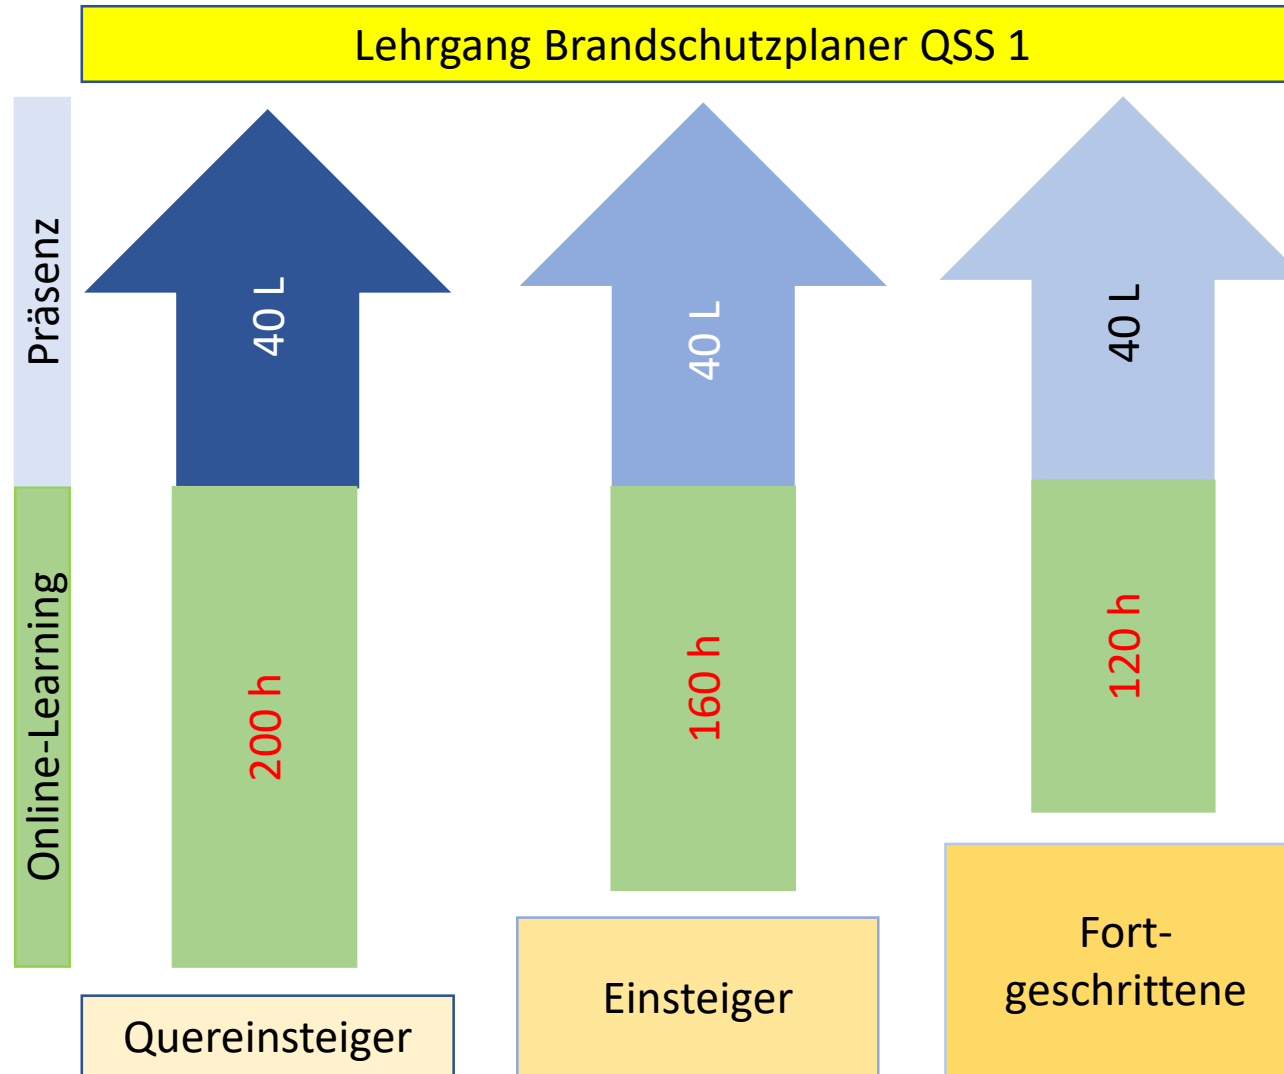 Lehrgang Brandschutzplaner QSS 1
Präsenz
40 L
40 L
40 L
Online-Learning
200 h
160 h
120 h
Quereinsteiger
Einsteiger
Fort-
geschrittene